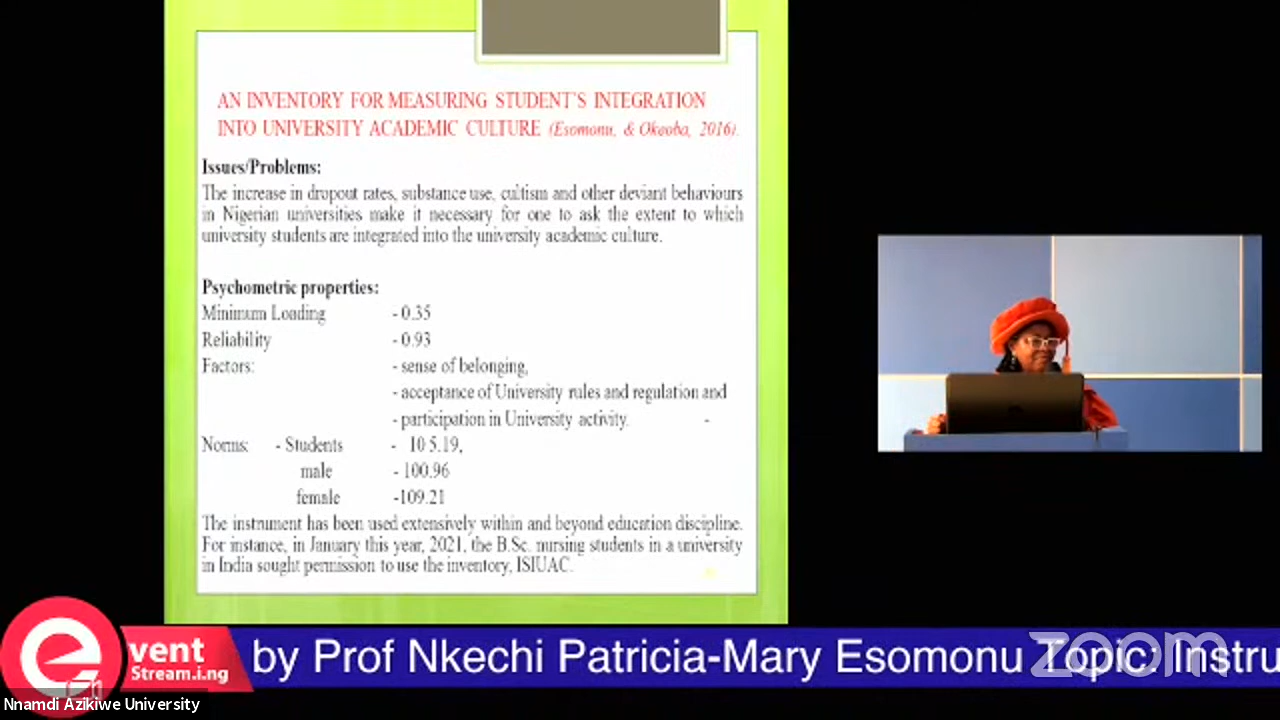 AN INVENTORY FOR MEASURING STUDENT'S INTEGRATION
INTO UNIVERSITY ACADEMIC CULTURE (Esomonu, & Okeaba, 2016).
Issues/Problems:
The increase in dropout rates, substance use, cultism and other deviant behaviours
in Nigerian universities make it necessary for one to ask the extent to which
university students are integrated into the university academic culture.
Psychometric properties:
Minimum Loading - 0.35
Reliability - 0.93
Factors: - sense of belonging,
- acceptance of University rules and regulation and
- participation in University activity. -
Norms: - Students - 10 5.19,
male - 100.96
female -109.21
The instrument has been used extensively within and beyond education discipline.
For instance, in January this year, 2021, the B.Sc. nursing students in a university
in India sought permission to use the inventory, ISIUAC.
event
Stream.i.ng
by Prof Nkechi Patricia-Mary Esomonu Topic: Instru
zoom
Nnamdi Azikiwe University